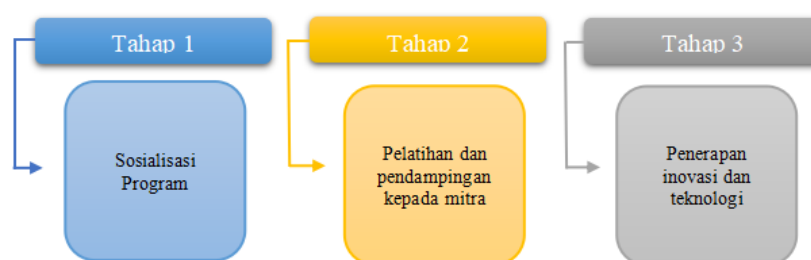 Tahap 1
Tahap 2
Tahap 3
Sosialisasi
Program
Pelatihan dan
pendampingan
kepada mitra
Penerapan
inovasi dan
teknologi